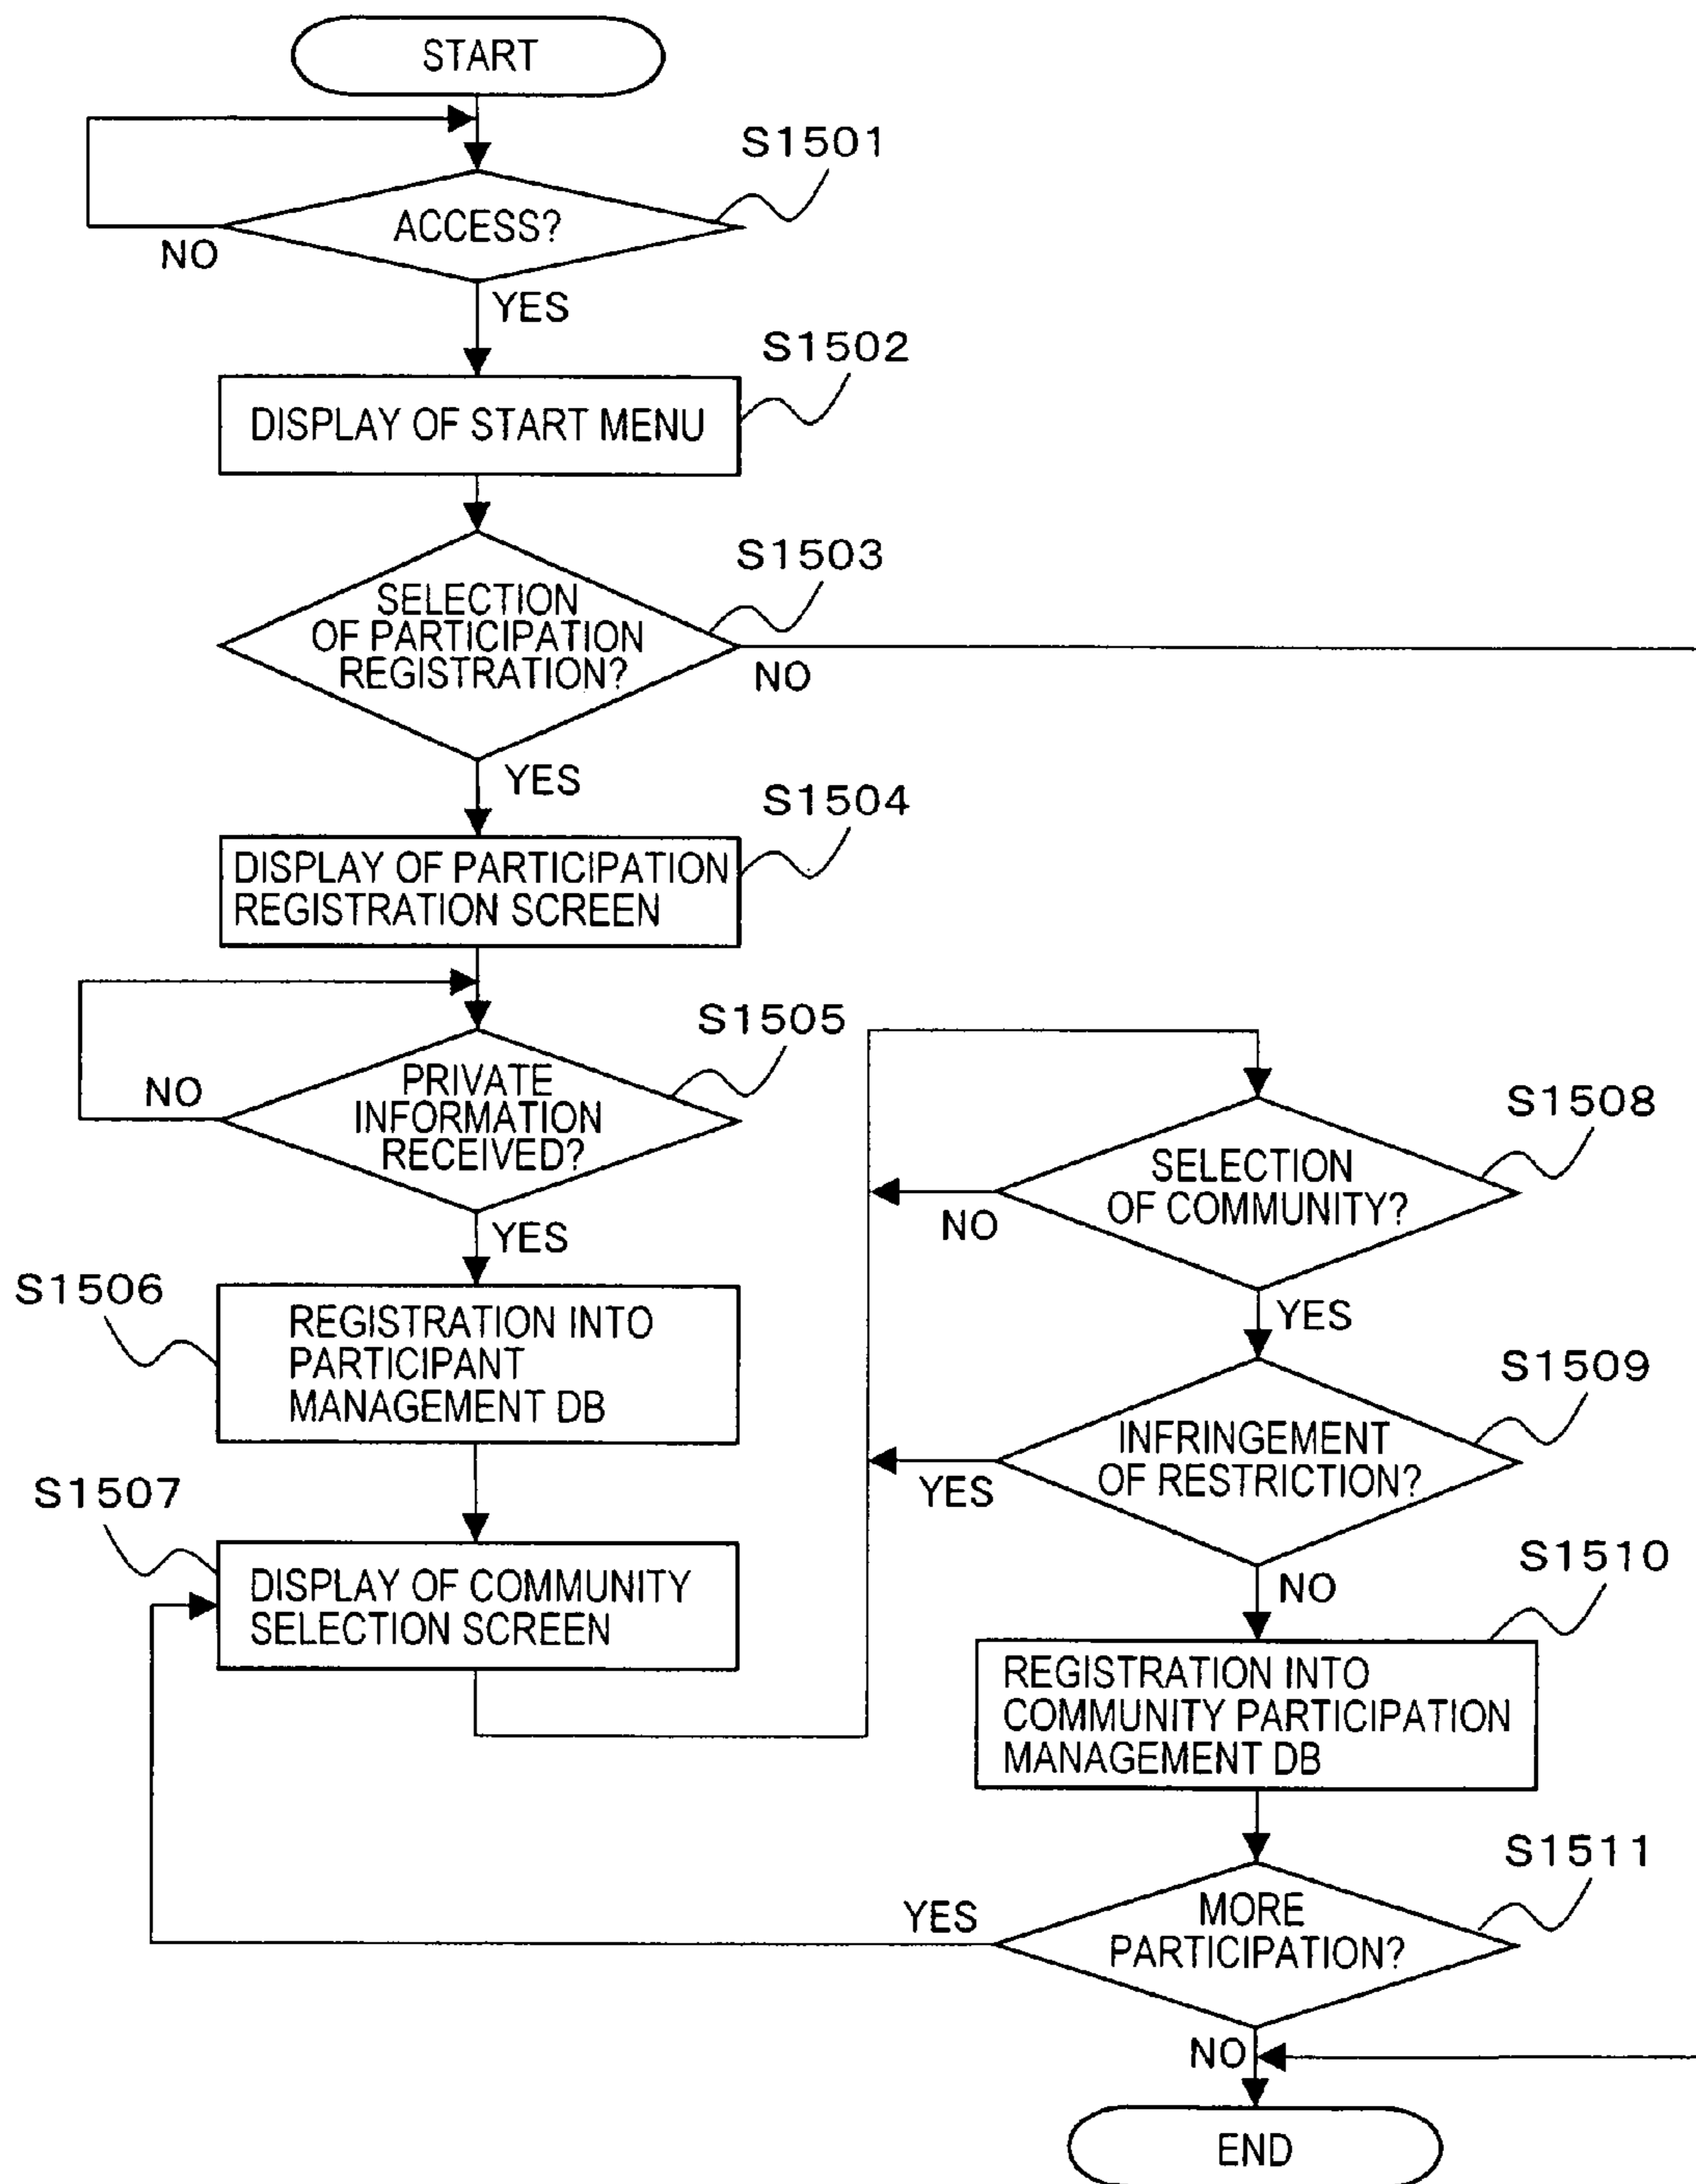 START
S1501
ACCESS?
NO
YES
S1502
DISPLAY OF START MENU
S1503
SELECTION
OF PARTICIPATION
REGISTRATION?
NO
YES
S1504
DISPLAY OF PARTICIPATION
REGISTRATION SCREEN
S1505
PRIVATE
INFORMATION
RECEIVED?
NO
YES
S1506
REGISTRATION INTO
PARTICIPANT
MANAGEMENT DB
S1507
DISPLAY OF COMMUNITY
SELECTION SCREEN
S1508
SELECTION
OF COMMUNITY?
NO
YES
S1509
INFRINGEMENT
OF RESTRICTION?
YES
NO
S1510
REGISTRATION INTO
COMMUNITY PARTICIPATION
MANAGEMENT DB
S1511
MORE
PARTICIPATION?
YES
NO
END